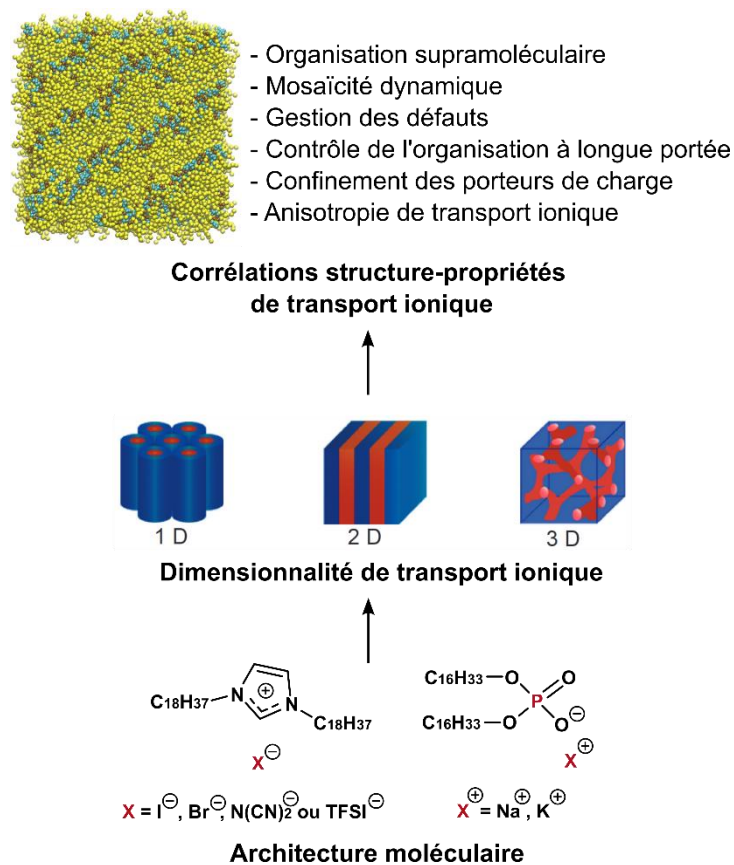 - Organisation supramoléculaire
- Mosaïcité dynamique
- Gestion des défauts
- Contrôle de l'organisation à longue portée
- Confinement des porteurs de charge
- Anisotropie de transport ionique
Corrélations structure-propriétés
de transport ionique
1 D 2 D 3 D
Dimensionnalité de transport ionique
C₁₈H₃₇ N + N C₁₈H₃₇
X⊖
C₁₆H₃₃—O P O
C₁₆H₃₃—O O⊖
X⊕
X = I⊖, Br⊖, N(CN)₂⊖ ou TFSI⊖ X⊕ = Na⊕, K⊕
Architecture moléculaire